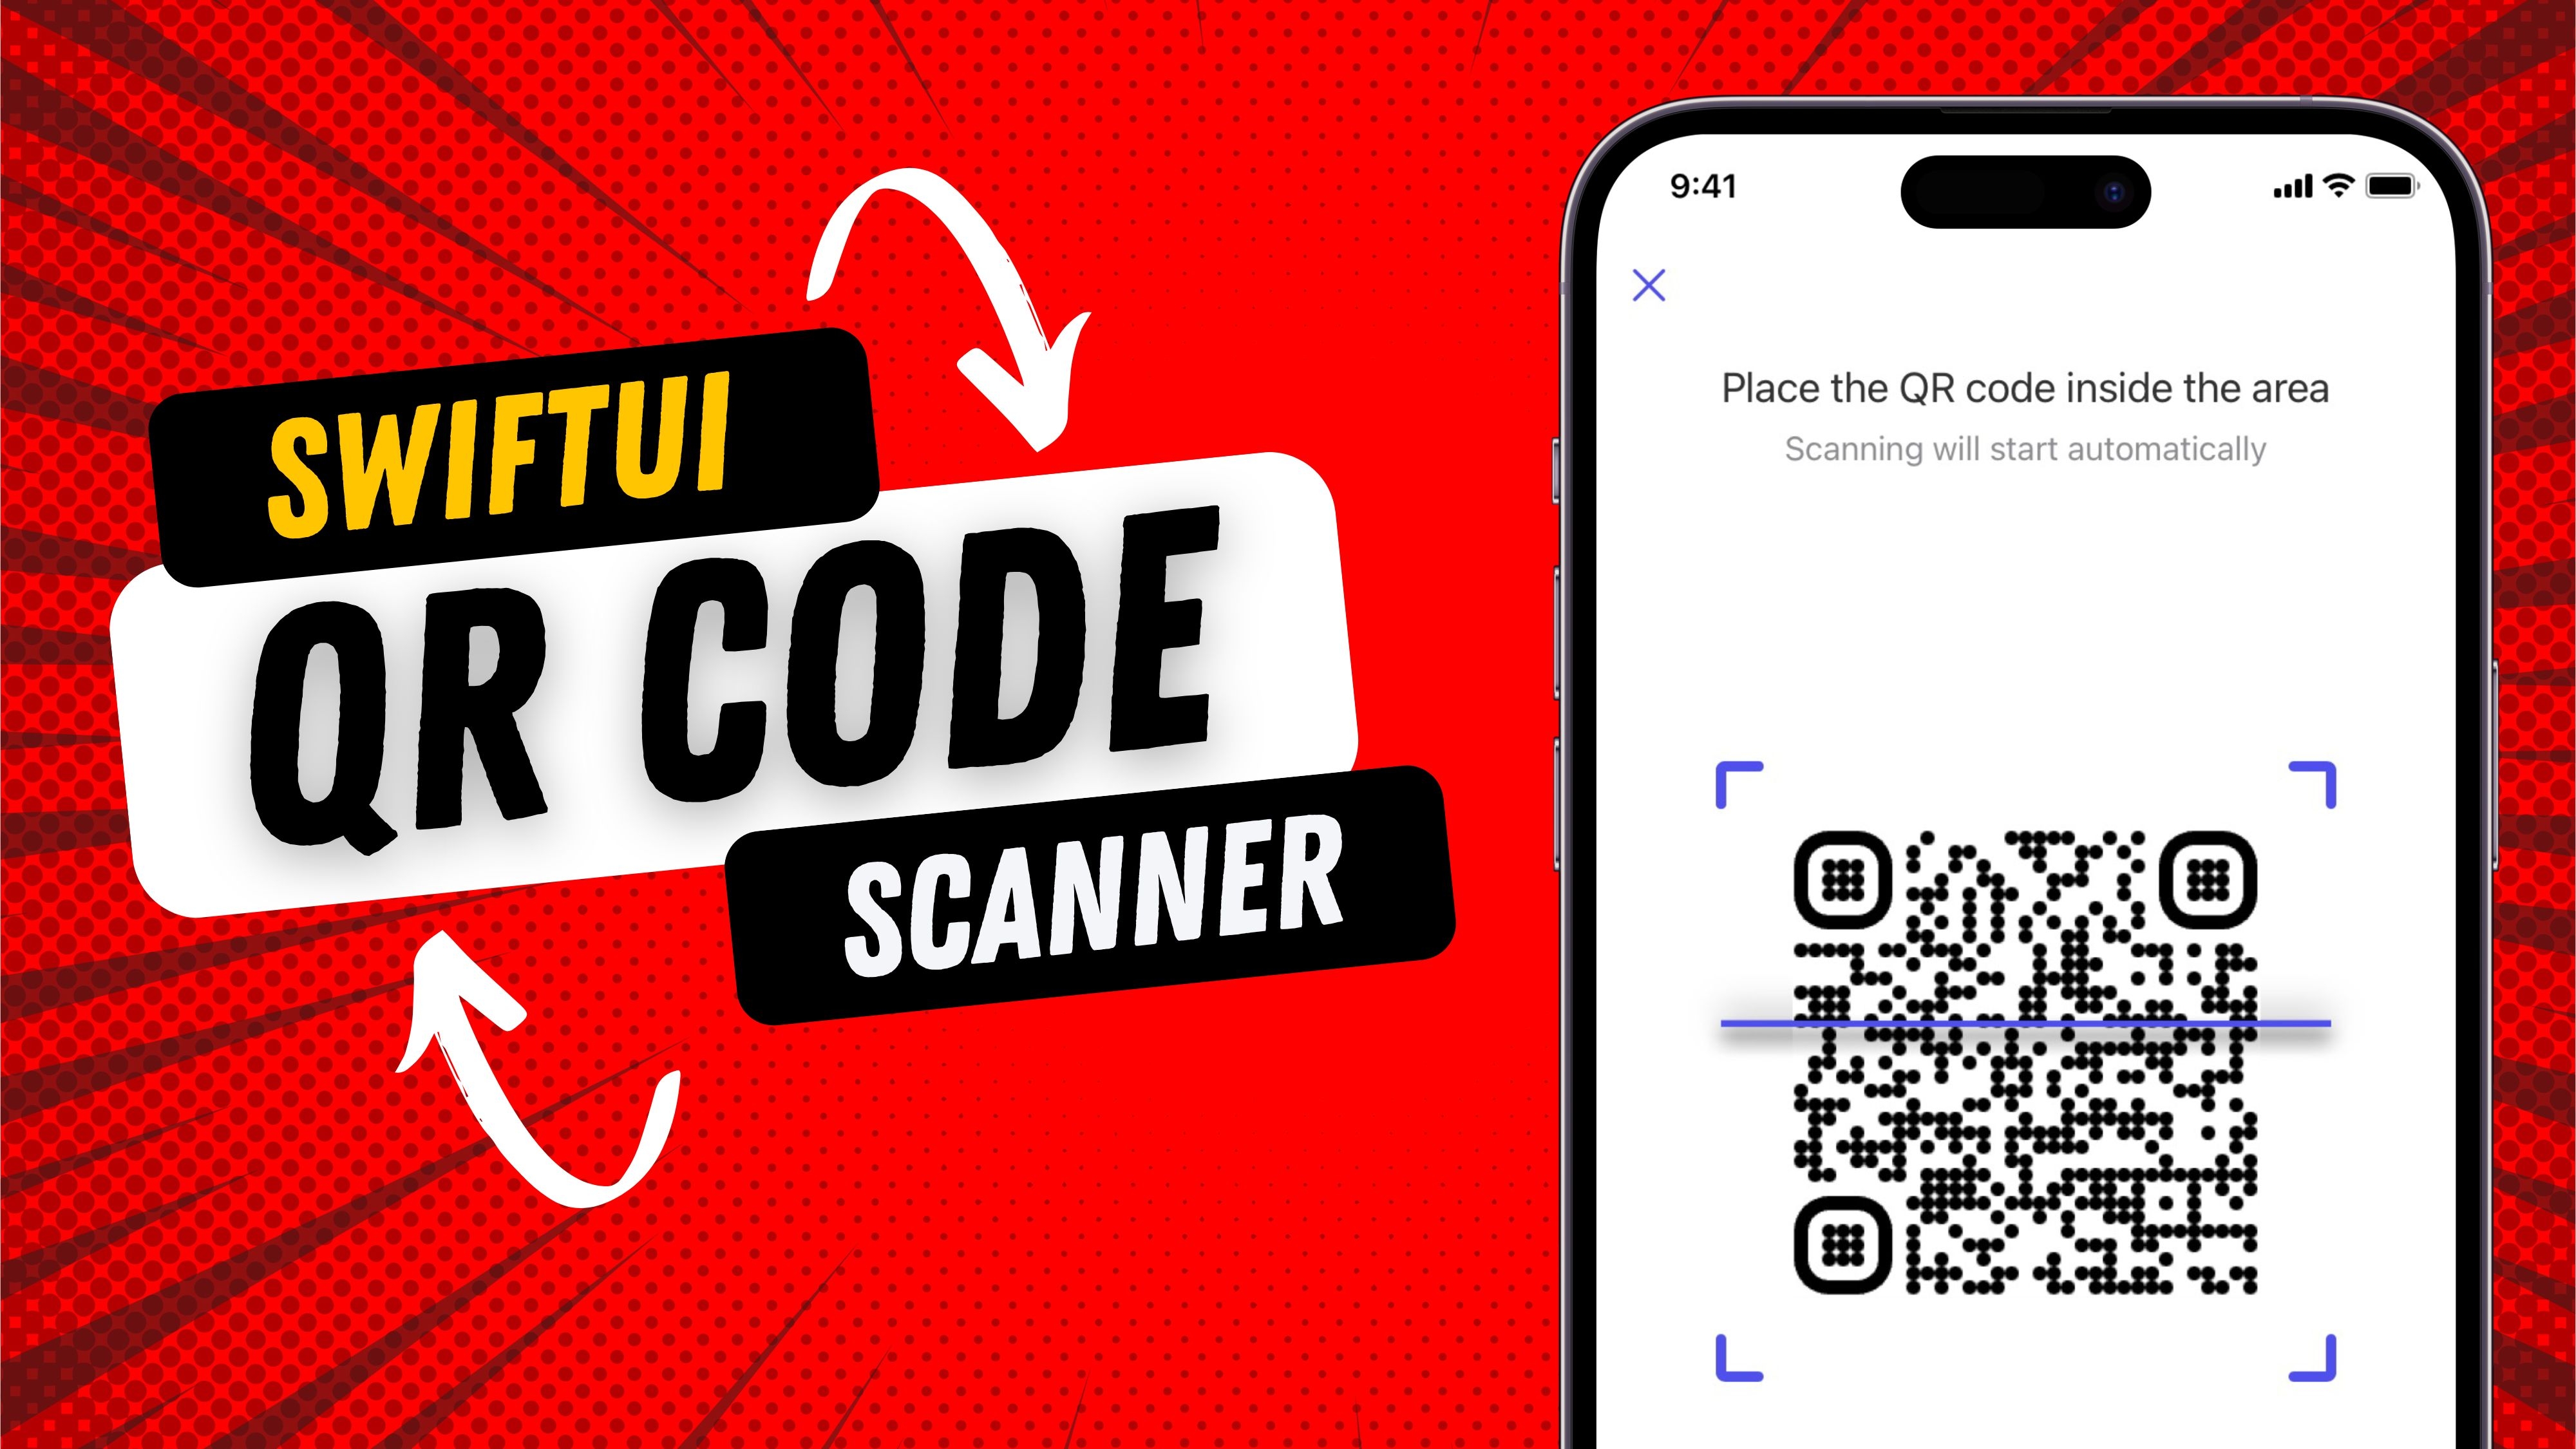 SWIFTUI
QR CODE
SCANNER
9:41
Place the QR code inside the area
Scanning will start automatically